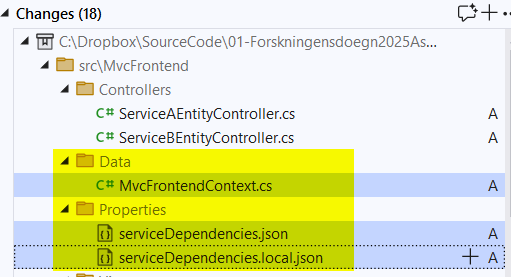 Changes (18)
C:\Dropbox\SourceCode\01-Forskningensdoegn2025As...
src\MvcFrontend
Controllers
C# ServiceAEntityController.cs A
C# ServiceBEntityController.cs A
Data
C# MvcFrontendContext.cs A
Properties
serviceDependencies.json A
serviceDependencies.local.json A